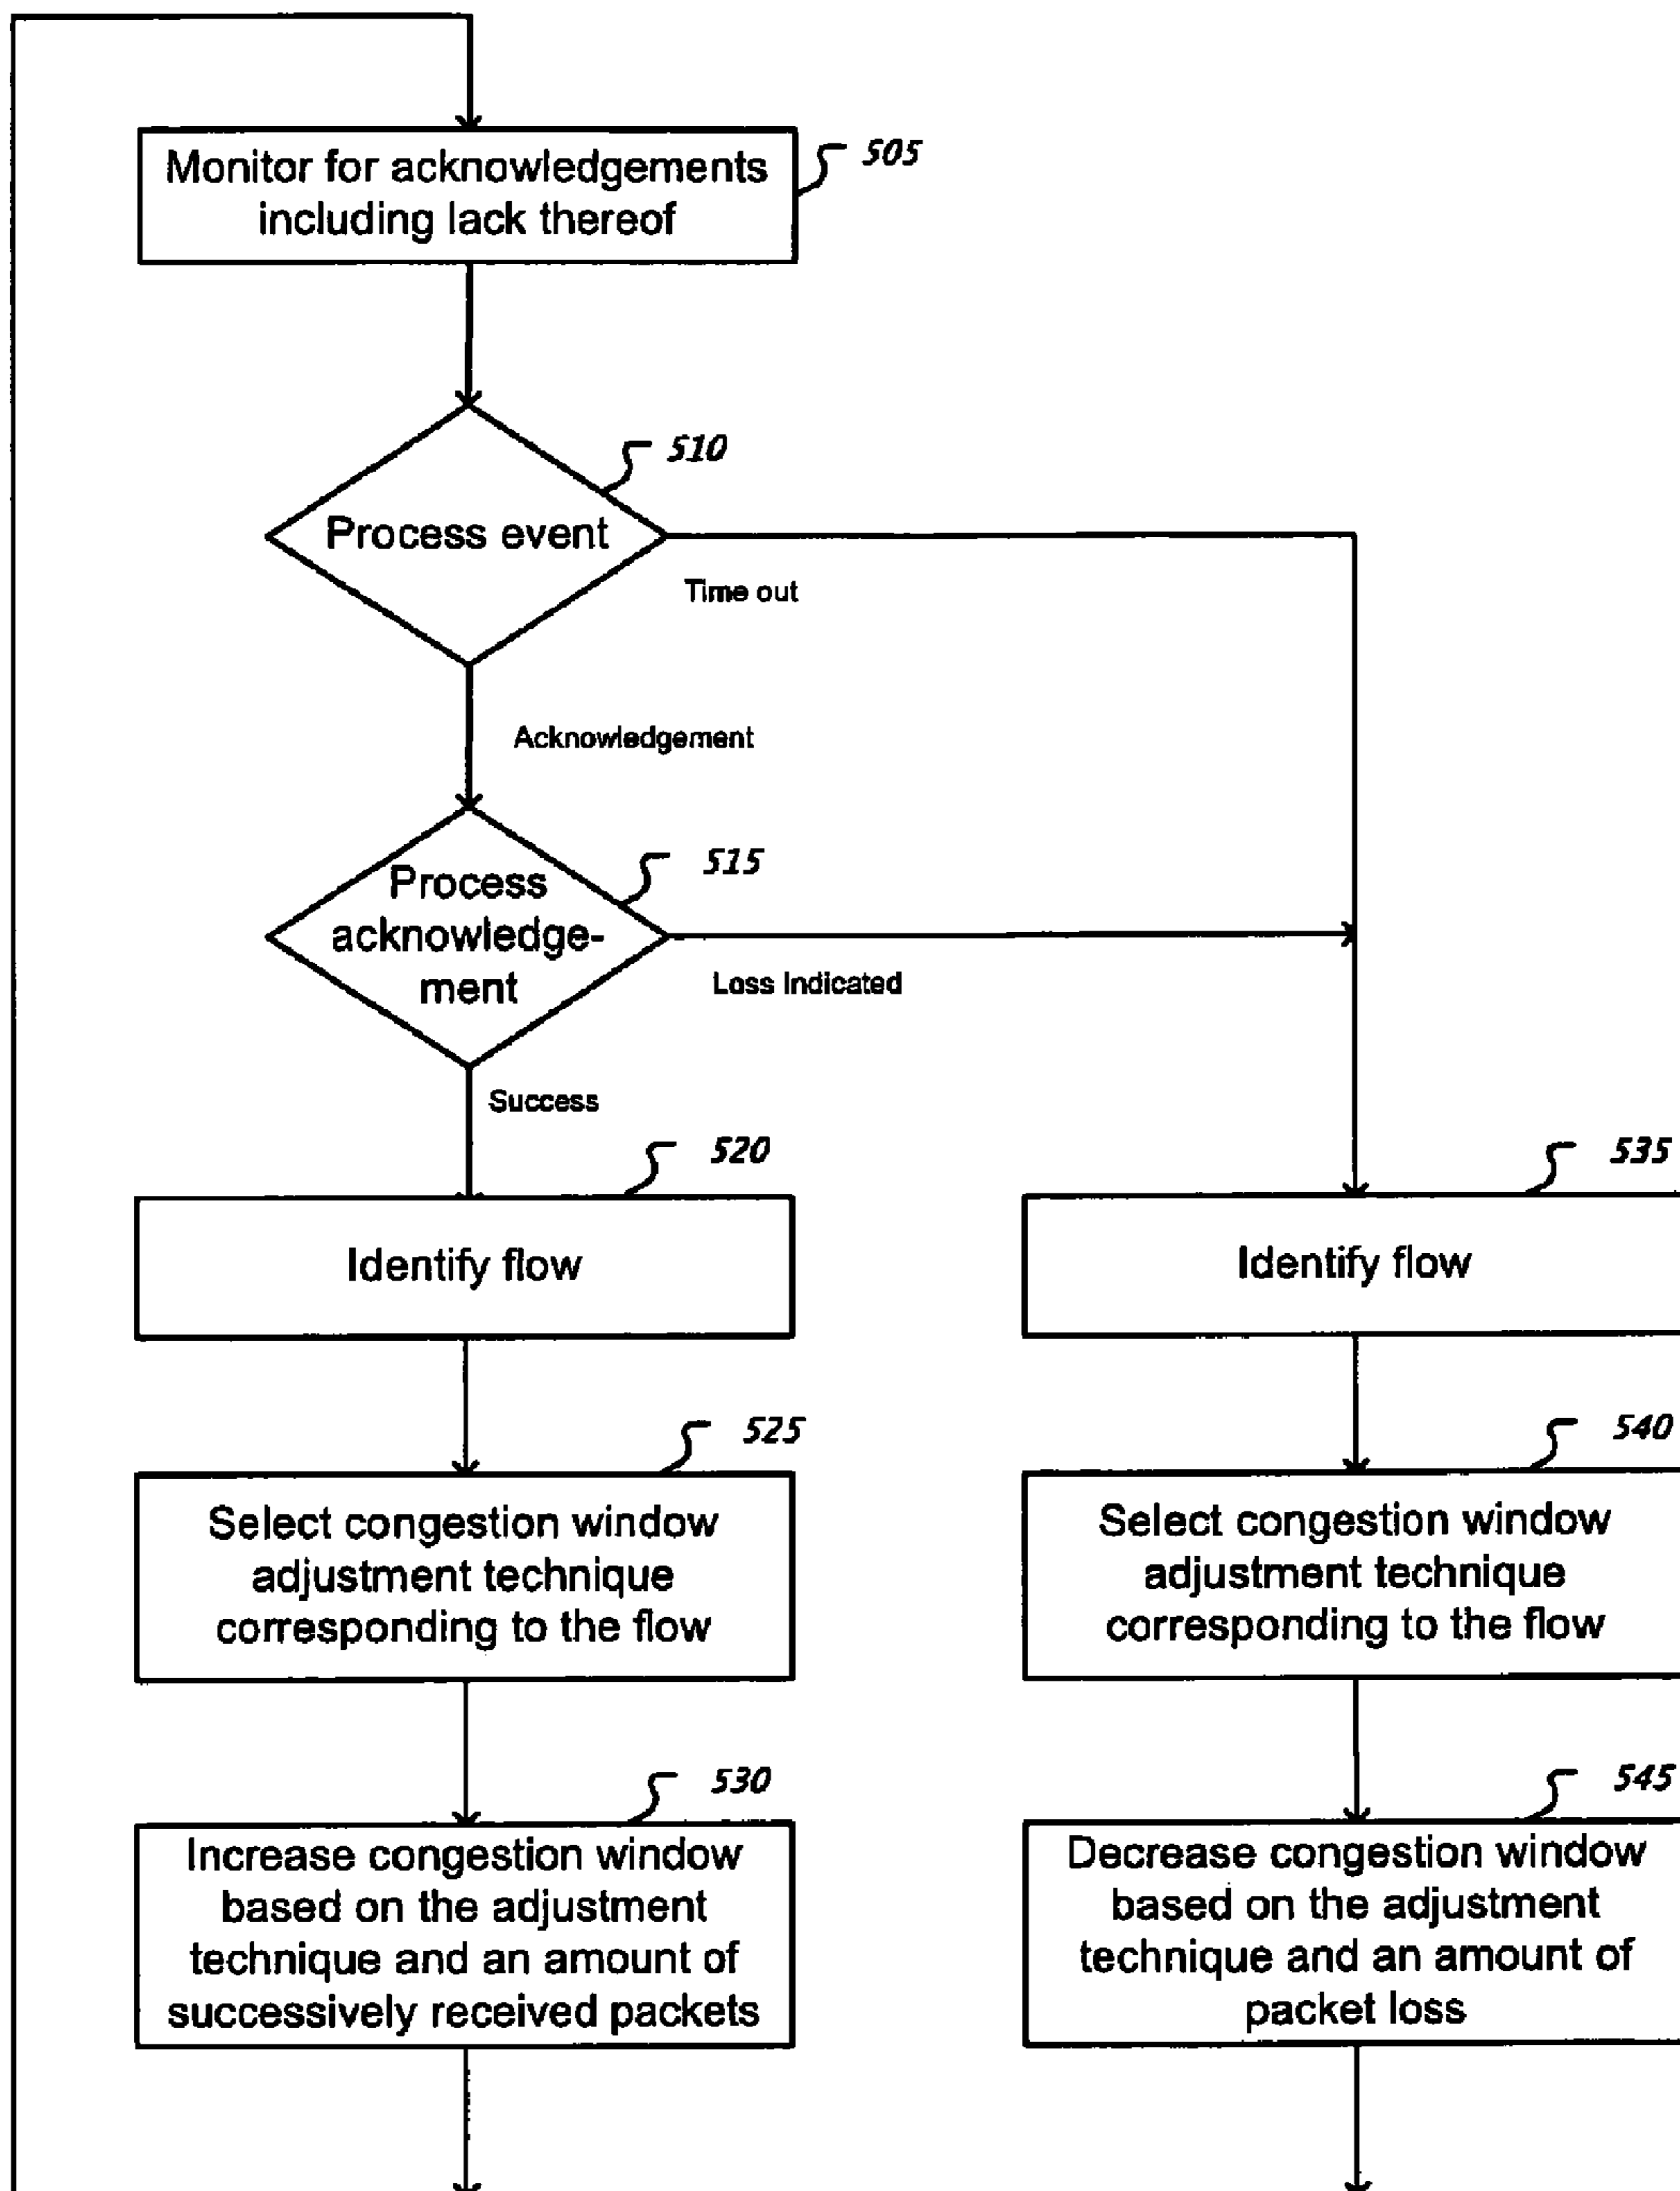 Monitor for acknowledgements
including lack thereof
505
Process event
510
Time out
Acknowledgement
Process
acknowledge-
ment
515
Loss Indicated
Success
520
Identify flow
535
Identify flow
525
Select congestion window
adjustment technique
corresponding to the flow
540
Select congestion window
adjustment technique
corresponding to the flow
530
Increase congestion window
based on the adjustment
technique and an amount of
successively received packets
545
Decrease congestion window
based on the adjustment
technique and an amount of
packet loss